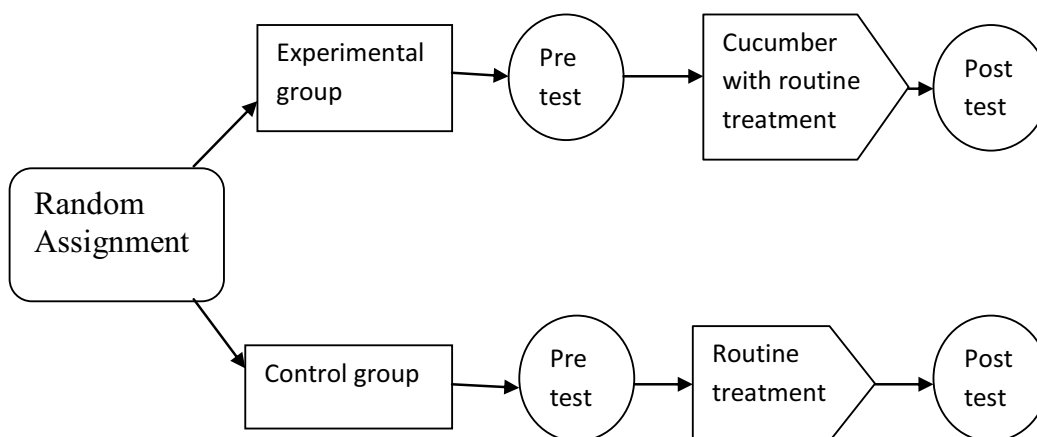 Experimental
group
Pre
test
Cucumber
with routine
treatment
Post
test
Random
Assignment
Control group
Pre
test
Routine
treatment
Post
test